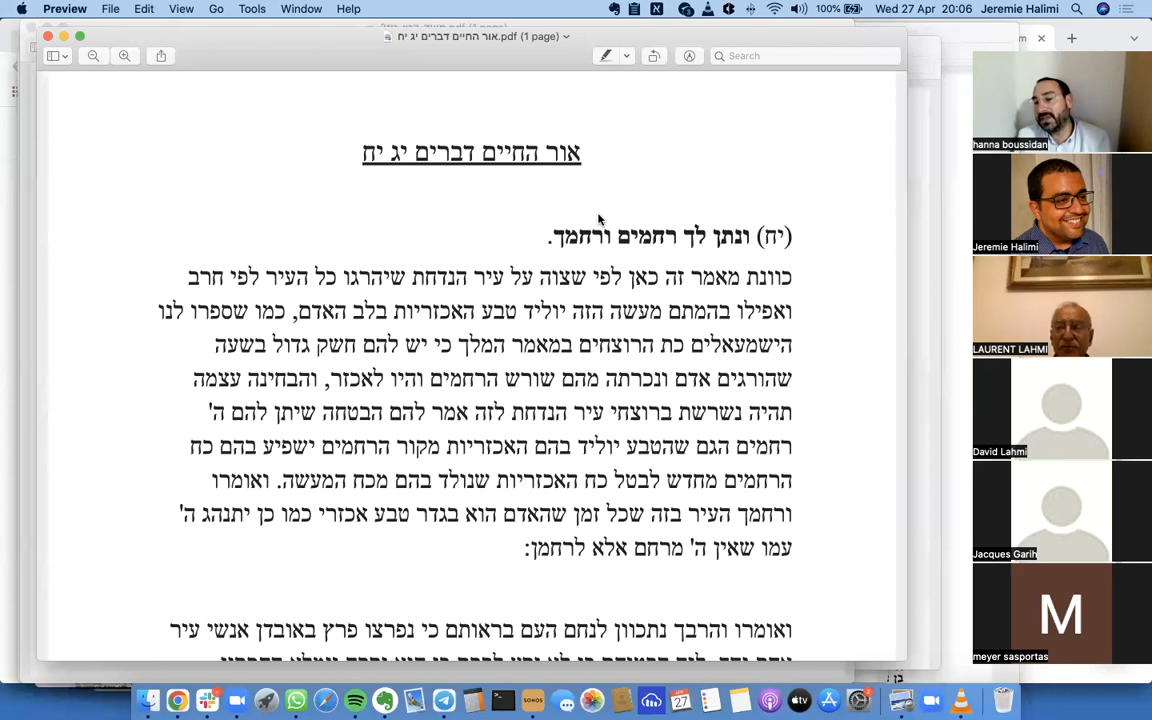 Preview File Edit View Go Tools Window Help 100% Wed 27 Apr 20:06 Jeremie Halimi
אור החיים דברים יג יח.pdf (1 page)
Search
אור החיים דברים יג יח
(יח) ונתן לך רחמים ורחמך.
כוונת מאמר זה כאן לפי שצוה על עיר הנדחת שיהרגו כל העיר לפי חרב
ואפילו בהמתם מעשה הזה יוליד טבע האכזריות בלב האדם, כמו שספרו לנו
הישמעאלים כת הרוצחים במאמר המלך כי יש להם חשק גדול בשעה
שהורגים אדם ונכרתה מהם שורש הרחמים והיו לאכזר, והבחינה עצמה
תהיה נשרשת ברוצחי עיר הנדחת לזה אמר להם הבטחה שיתן להם ה'
רחמים הגם שהטבע יוליד בהם האכזריות מקור הרחמים ישפיע בהם כח
הרחמים מחדש לבטל כח האכזריות שנולד בהם מכח המעשה. ואומרו
ורחמך העיר בזה שכל זמן שהאדם הוא בגדר טבע אכזרי כמו כן יתנהג ה'
עמו שאין ה' מרחם אלא לרחמן:
ואומרו והרבך נתכוון לנחם העם בראותם כי נפרצו פרץ באובדן אנשי עיר
hanna boussidan
Jeremie Halimi
LAURENT LAHMI
David Lahmi
Jacques Garih
M
meyer sasportas